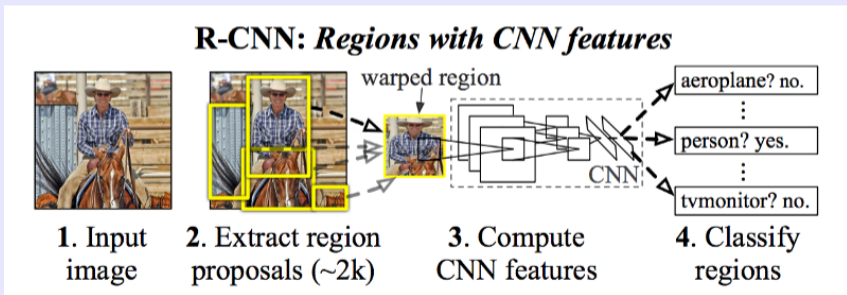 R-CNN: Regions with CNN features
warped region
aeroplane? no.
⋮
person? yes.
⋮
tvmonitor? no.
CNN
1. Input
image
2. Extract region
proposals (~2k)
3. Compute
CNN features
4. Classify
regions